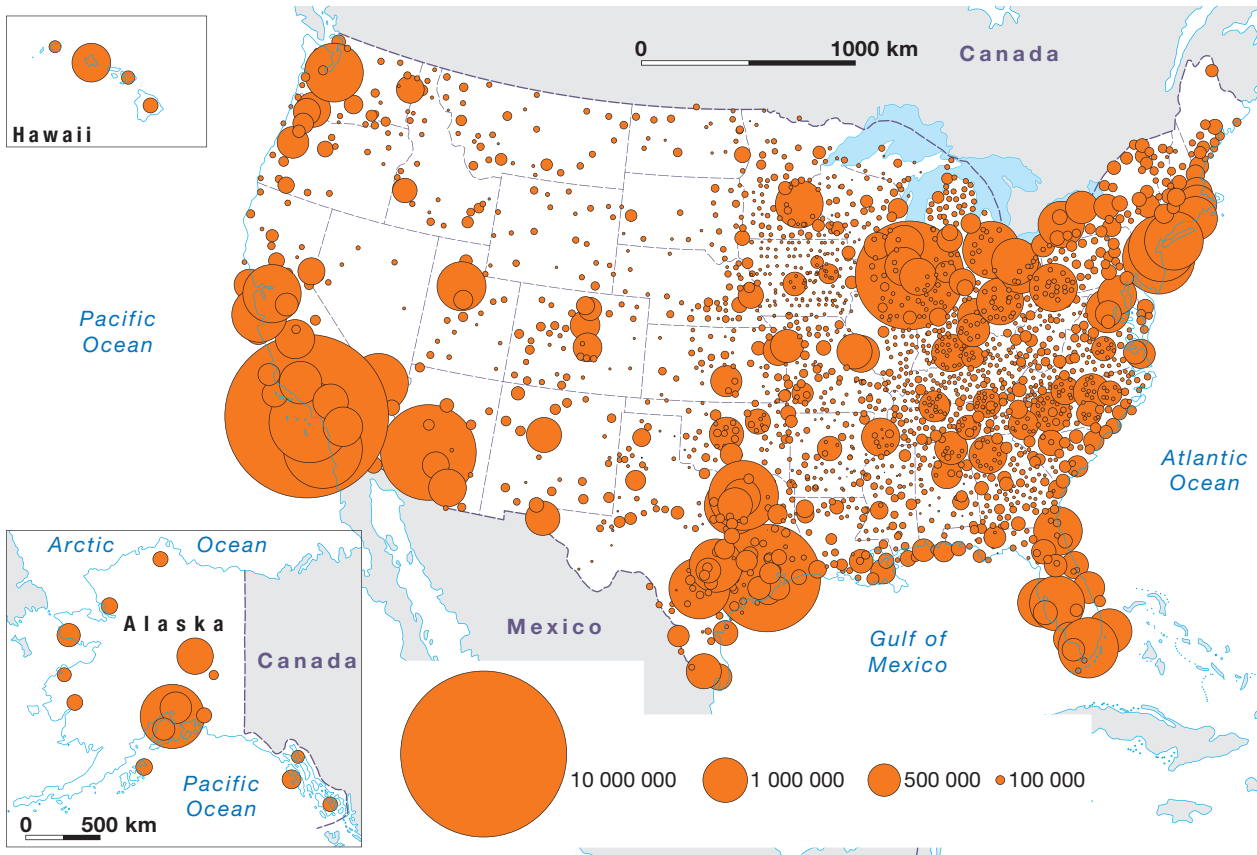 Hawaii
0 1000 km
Canada
Pacific
Ocean
Atlantic
Ocean
Arctic Ocean
Alaska
Canada
Pacific
Ocean
0 500 km
Mexico
Gulf of
Mexico
10 000 000
1 000 000
500 000
100 000